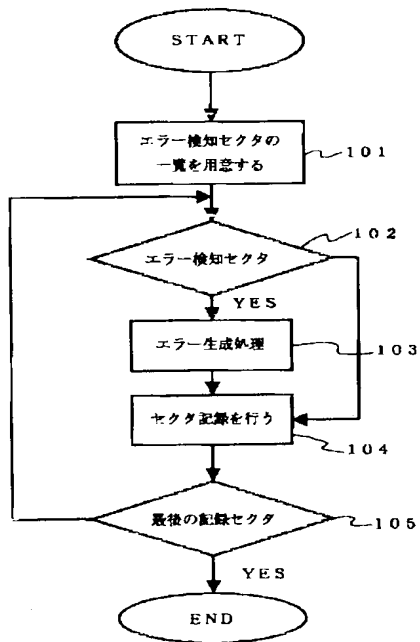 START
エラー検知セクタの
一覧を用意する
101
102
エラー検知セクタ
YES
エラー生成処理
103
セクタ記録を行う
104
最後の記録セクタ
105
YES
END